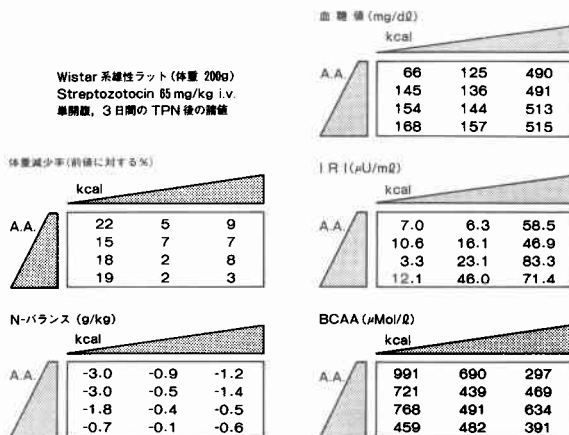 Wistar 系雄性ラット (体重 200g)
Streptozotocin 65 mg/kg i.v.
単開腹, 3日間の TPN 後の諸値
体重減少率(前値に対する%)
kcal
A.A.
22 5 9
15 7 7
18 2 8
19 2 3
N-バランス (g/kg)
kcal
A.A.
-3.0 -0.9 -1.2
-3.0 -0.5 -1.4
-1.8 -0.4 -0.5
-0.7 -0.1 -0.6
血糖値 (mg/dℓ)
kcal
A.A.
66 125 490
145 136 491
154 144 513
168 157 515
IRI(μU/mℓ)
kcal
A.A.
7.0 6.3 58.5
10.6 16.1 46.9
3.3 23.1 83.3
12.1 46.0 71.4
BCAA(μMol/ℓ)
kcal
A.A.
991 690 297
721 439 469
768 491 634
459 482 391